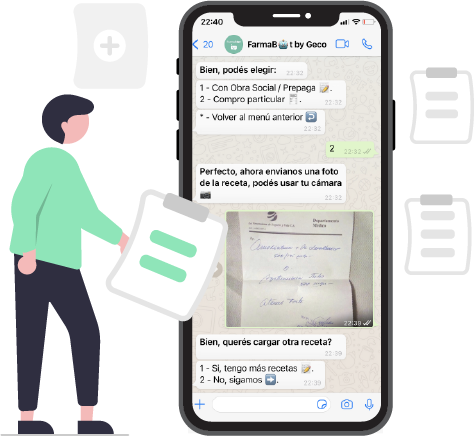 22:40
20
FarmaB🤖t by Geco
Bien, podés elegir:
22:32
1 - Con Obra Social / Prepaga 📝.
2 - Compro particular 🧾.
22:32
* - Volver al menú anterior ↩️
22:32
2
22:32
Perfecto, ahora envianos una foto
de la receta, podés usar tu cámara
📷
22:32
Departamento
Médico
22:39
Bien, querés cargar otra receta?
22:39
1 - Si, tengo más recetas 📝.
2 - No, sigamos ➡️.
22:39